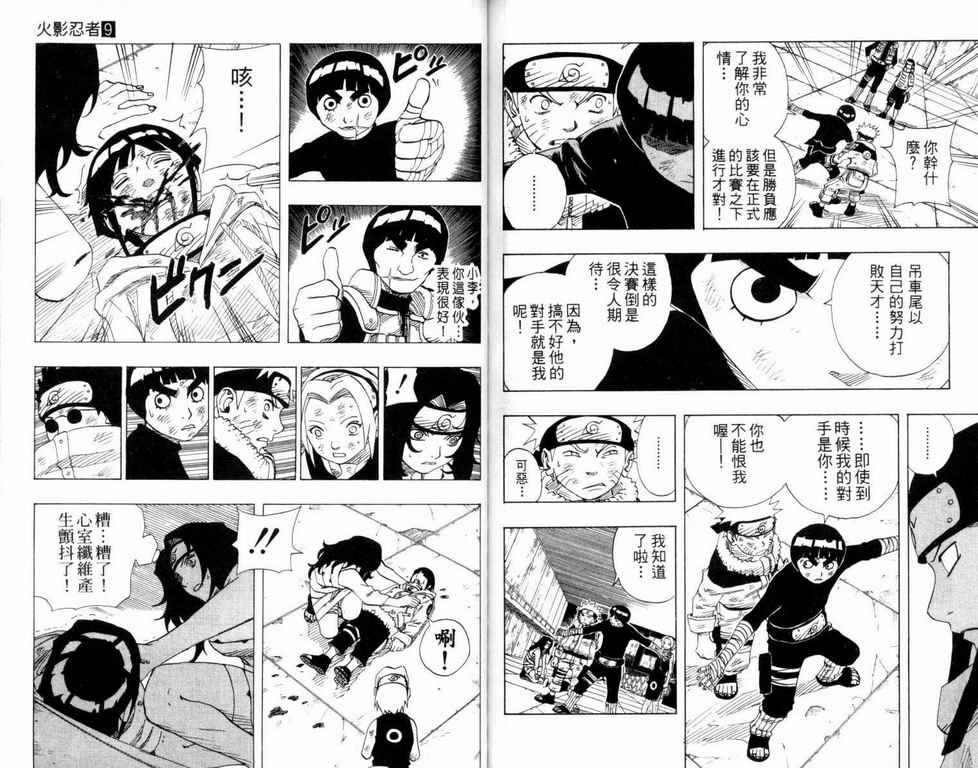 火影忍者9
你幹什
麼?
我非常
了解你的心
情…
但是勝負應
該要在正式
的比賽之下
進行才對!
………
吊車尾以
自己的努力打
敗天才……
這樣的
決賽倒是
很令人期
待…
因為,
搞不好他的
對手就是我
呢!
………
……即使到
時候我的對
手是你……
你也
不能恨我
喔——!
………
可惡…
我知道
了啦…
ピッ
ピッ
小李,
你這傢伙…
表現很好!
咳…!
ドクン
!!
!!
唰!
糟…糟了!
心室纖維產
生顫抖了!